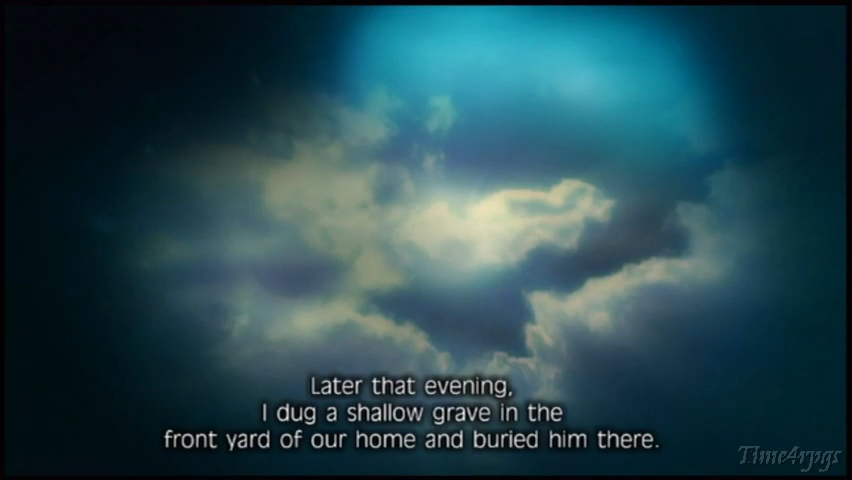 Later that evening,
I dug a shallow grave in the
front yard of our home and buried him there.
Time4rpgs